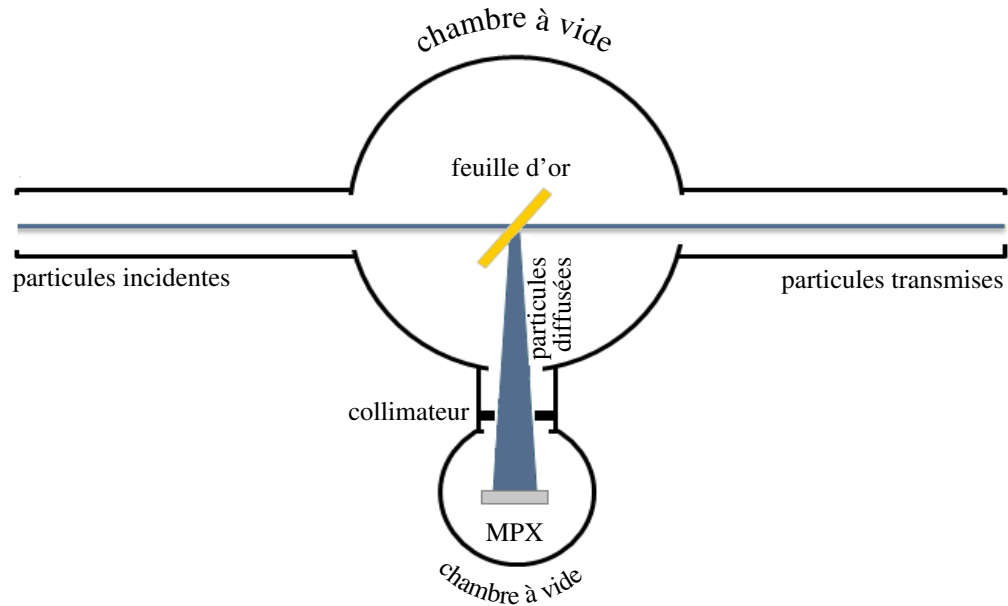 chambre à vide
feuille d'or
particules incidentes
particules transmises
particules
diffusées
collimateur
MPX
chambre à vide